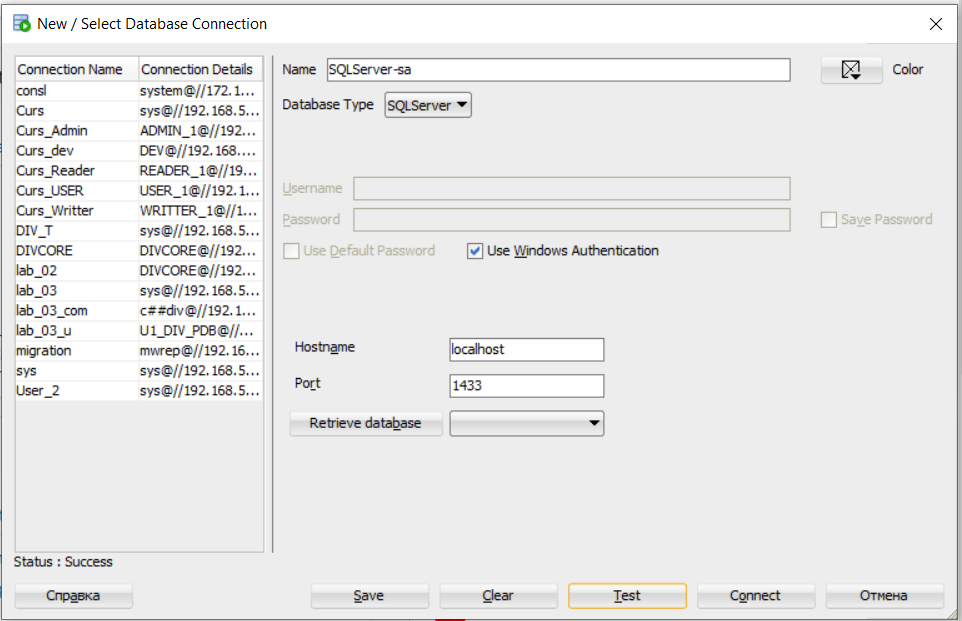 New / Select Database Connection
Connection Name Connection Details
consl system@//172.1...
Curs sys@//192.168.5...
Curs_Admin ADMIN_1@//192...
Curs_dev DEV@//192.168....
Curs_Reader READER_1@//19...
Curs_USER USER_1@//192.1...
Curs_Writter WRITTER_1@//1...
DIV_T sys@//192.168.5...
DIVCORE DIVCORE@//192...
lab_02 DIVCORE@//192...
lab_03 sys@//192.168.5...
lab_03_com c##div@//192.1...
lab_03_u U1_DIV_PDB@//...
migration mwrep@//192.16...
sys sys@//192.168.5...
User_2 sys@//192.168.5...
Name SQLServer-sa Color
Database Type SQLServer
Username
Password Save Password
Use Default Password Use Windows Authentication
Hostname localhost
Port 1433
Retrieve database
Status : Success
Справка Save Clear Test Connect Отмена